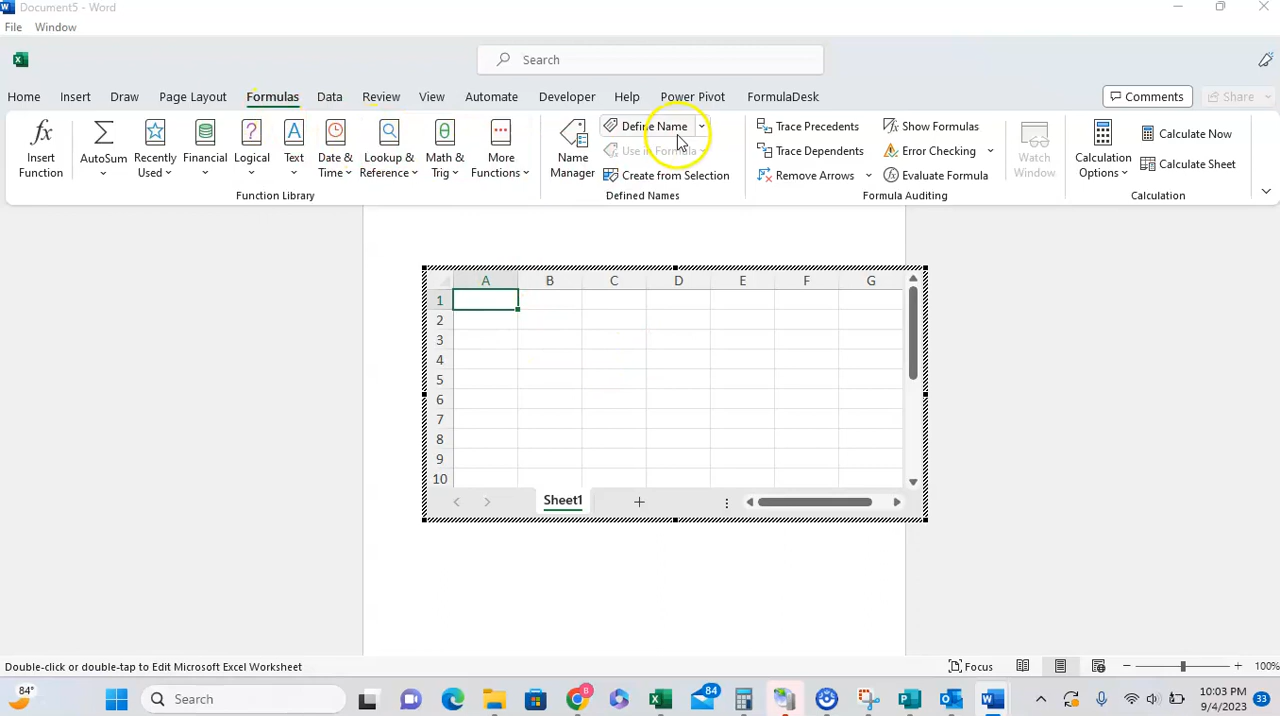 Document5 - Word
File Window
Search
Home Insert Draw Page Layout Formulas Data Review View Automate Developer Help Power Pivot FormulaDesk Comments Share
Insert Function
AutoSum
Recently Used
Financial
Logical
Text
Date & Time
Lookup & Reference
Math & Trig
More Functions
Function Library
Name Manager
Define Name
Use in Formula
Create from Selection
Defined Names
Trace Precedents
Trace Dependents
Remove Arrows
Show Formulas
Error Checking
Evaluate Formula
Watch Window
Formula Auditing
Calculation Options
Calculate Now
Calculate Sheet
Calculation
A B C D E F G
1
2
3
4
5
6
7
8
9
10
Sheet1
Double-click or double-tap to Edit Microsoft Excel Worksheet
Focus
100%
84°
Search
84
8
10:03 PM
9/4/2023
33